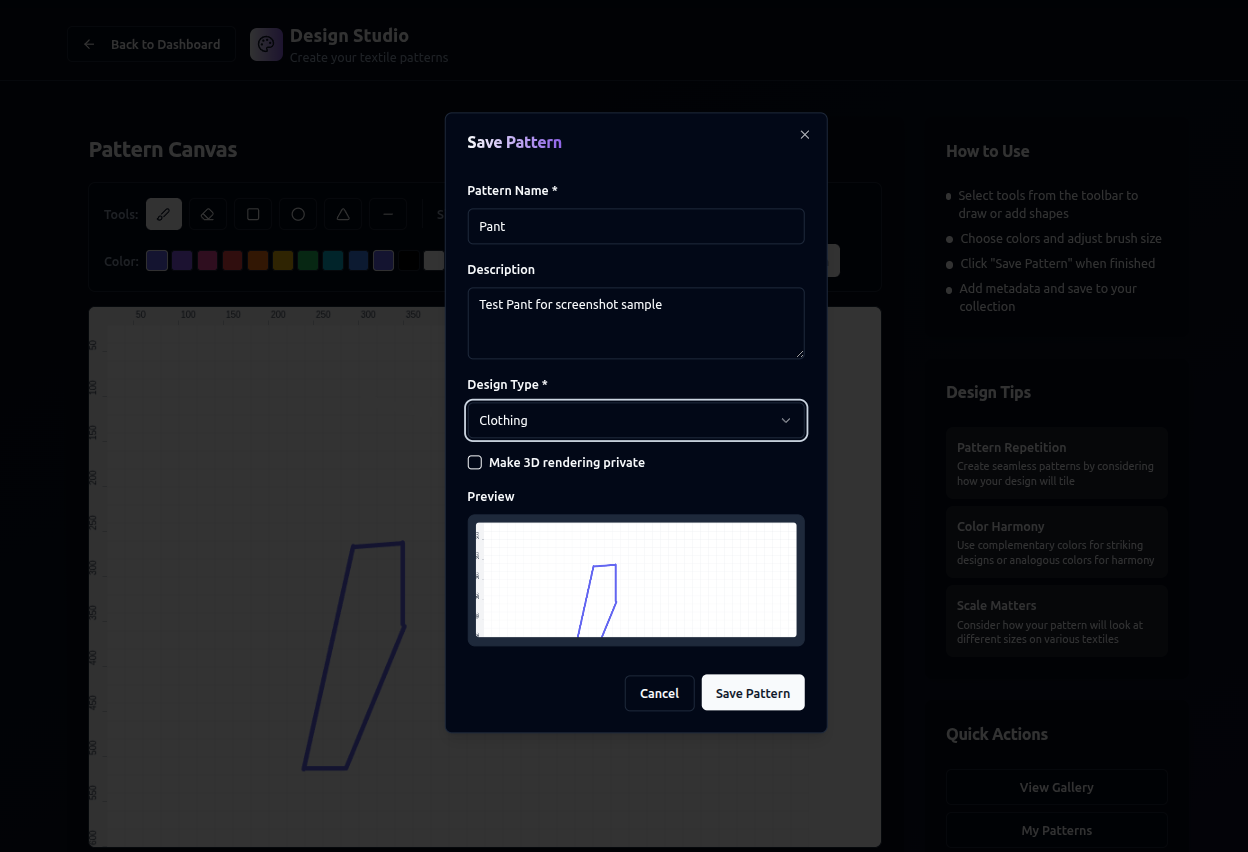 Back to Dashboard
Design Studio
Create your textile patterns
Pattern Canvas
Tools:
S
Color:
50 100 150 200 250 300 350
50
100
150
200
250
300
350
400
450
500
550
Save Pattern
Pattern Name *
Pant
Description
Test Pant for screenshot sample
Design Type *
Clothing
Make 3D rendering private
Preview
Cancel
Save Pattern
How to Use
Select tools from the toolbar to
draw or add shapes
Choose colors and adjust brush size
Click "Save Pattern" when finished
Add metadata and save to your
collection
Design Tips
Pattern Repetition
Create seamless patterns by considering
how your design will tile
Color Harmony
Use complementary colors for striking
designs or analogous colors for harmony
Scale Matters
Consider how your pattern will look at
different sizes on various textiles
Quick Actions
View Gallery
My Patterns